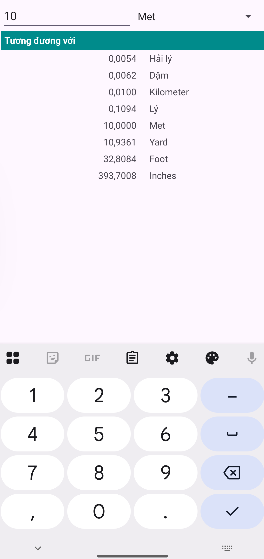 10 Met
Tương đương với
0,0054 Hải lý
0,0062 Dặm
0,0100 Kilometer
0,1094 Lý
10,0000 Met
10,9361 Yard
32,8084 Foot
393,7008 Inches
GIF
1 2 3 –
4 5 6
7 8 9
, 0 .